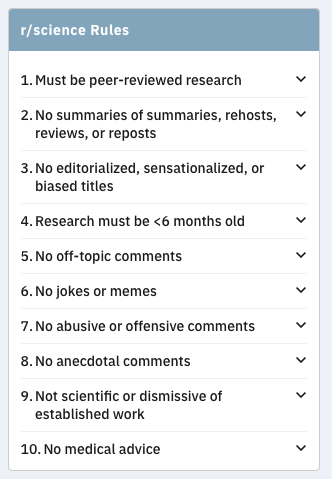 r/science Rules
1. Must be peer-reviewed research
2. No summaries of summaries, rehosts,
reviews, or reposts
3. No editorialized, sensationalized, or
biased titles
4. Research must be <6 months old
5. No off-topic comments
6. No jokes or memes
7. No abusive or offensive comments
8. No anecdotal comments
9. Not scientific or dismissive of
established work
10. No medical advice